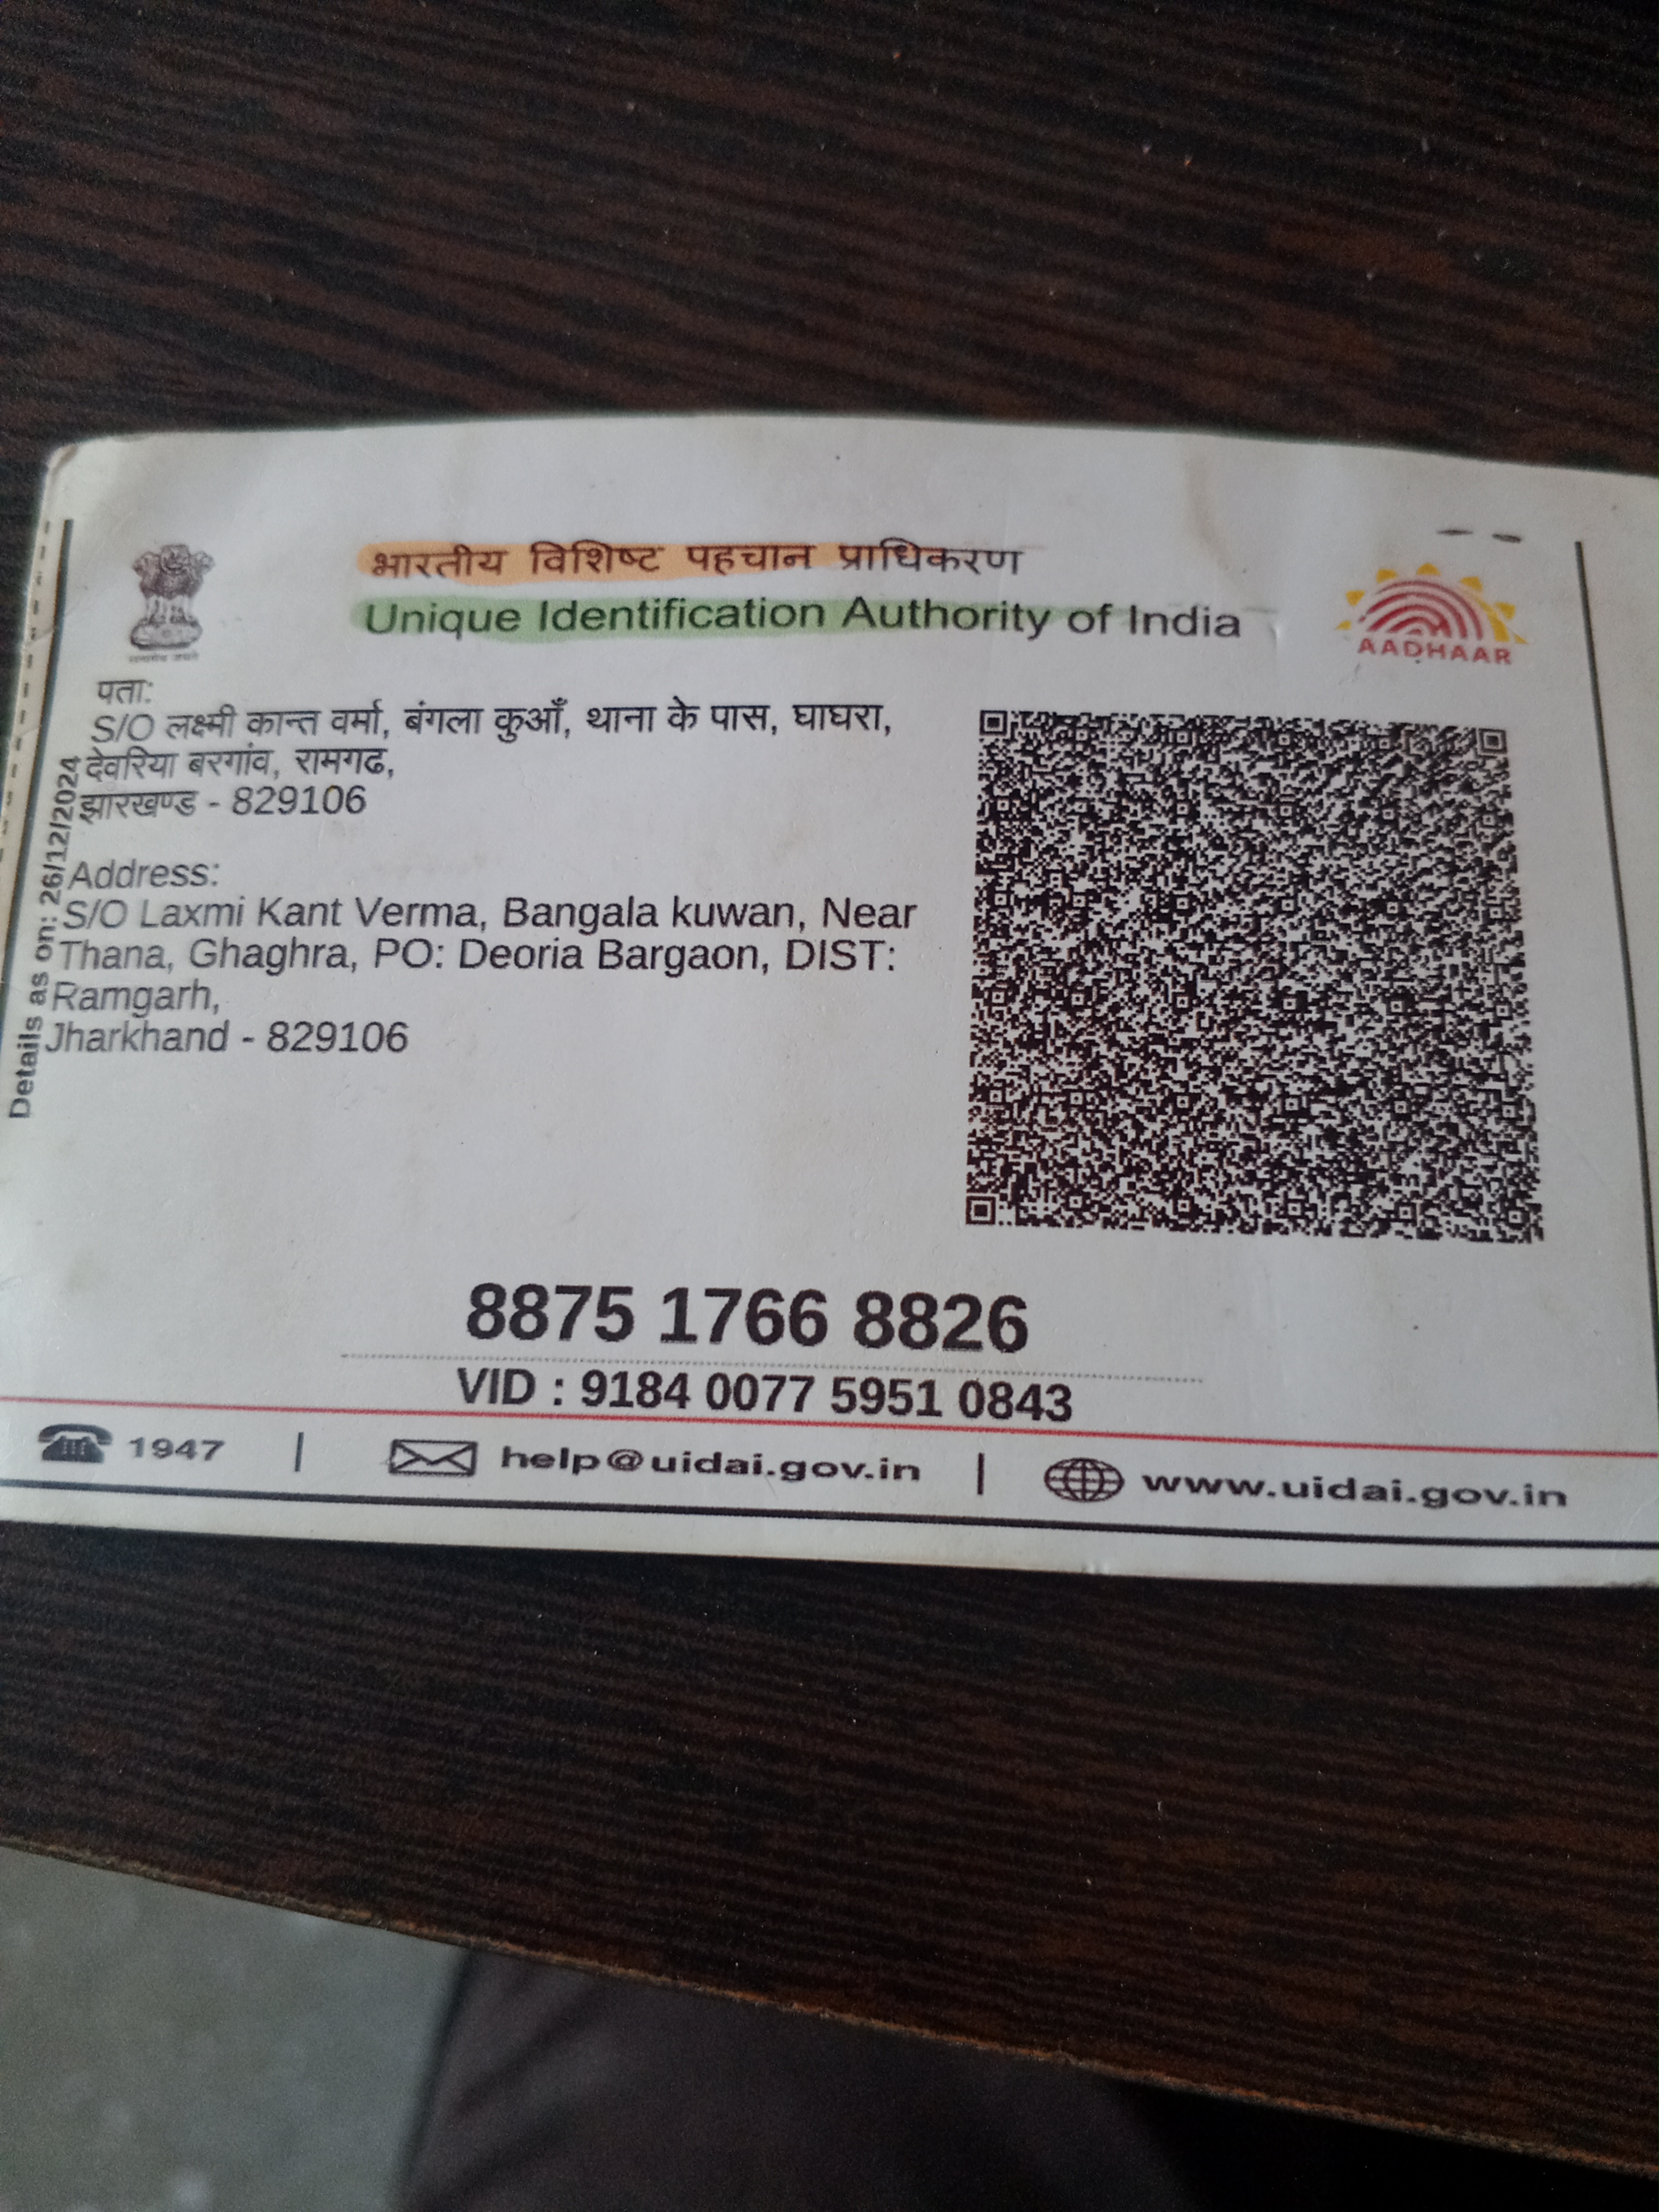 भारतीय विशिष्ट पहचान प्राधिकरण
Unique Identification Authority of India
AADHAAR
पता:
S/O लक्ष्मी कान्त वर्मा, बंगला कुआँ, थाना के पास, घाघरा,
देवरिया बरगांव, रामगढ,
झारखण्ड - 829106
Address:
S/O Laxmi Kant Verma, Bangala kuwan, Near
Thana, Ghaghra, PO: Deoria Bargaon, DIST:
Ramgarh,
Jharkhand - 829106
Details as on: 26/12/2024
8875 1766 8826
VID : 9184 0077 5951 0843
1947 | help@uidai.gov.in | www.uidai.gov.in